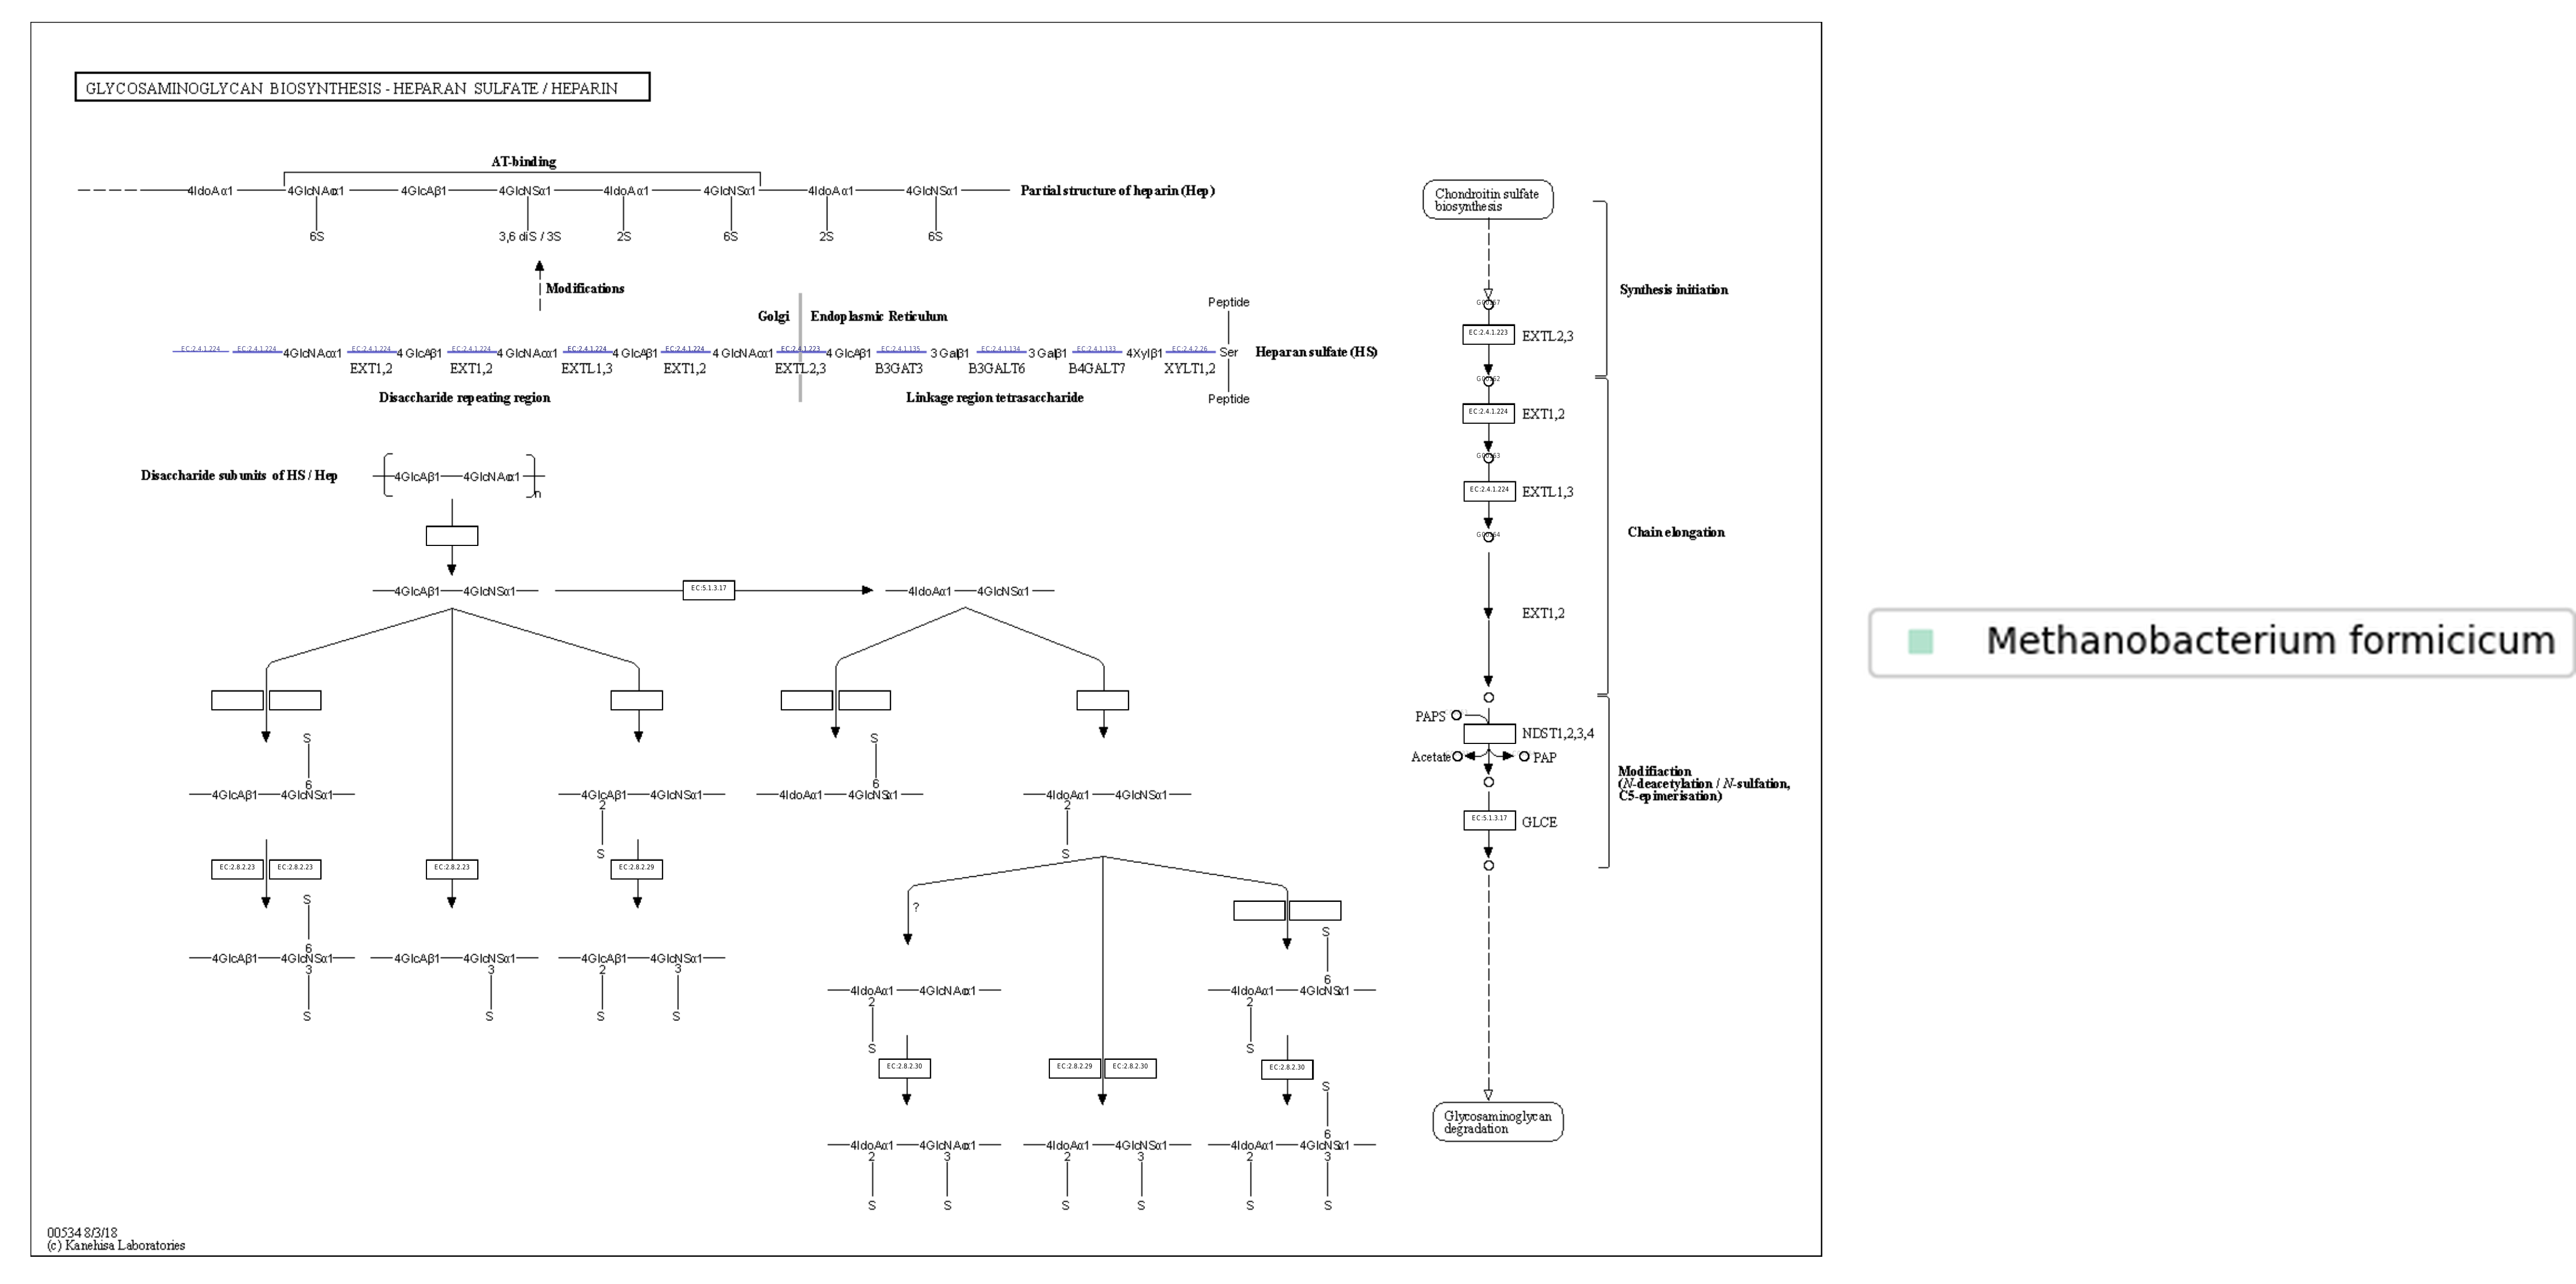 GLYCOSAMINOGLYCAN BIOSYNTHESIS - HEPARAN SULFATE / HEPARIN
AT-binding
4IdoAα1 4GlcNAcα1 4GlcAβ1 4GlcNSα1 4IdoAα1 4GlcNSα1 4IdoAα1 4GlcNSα1 Partial structure of heparin (Hep)
6S 3,6 diS / 3S 2S 6S 2S 6S
Modifications
Golgi Endoplasmic Reticulum
Peptide
EC:2.4.1.224 EC:2.4.1.224 4GlcNAcα1 EC:2.4.1.224 4GlcAβ1 EC:2.4.1.224 4GlcNAcα1 EC:2.4.1.224 4GlcAβ1 EC:2.4.1.224 4GlcNAcα1 EC:2.4.1.223 4GlcAβ1 EC:2.4.1.135 3Galβ1 EC:2.4.1.134 3Galβ1 EC:2.4.1.133 4Xylβ1 EC:2.4.2.26 Ser Heparan sulfate (HS)
EXT1,2 EXT1,2 EXTL1,3 EXT1,2 EXTL2,3 B3GAT3 B3GALT6 B4GALT7 XYLT1,2
Disaccharide repeating region Linkage region tetrasaccharide
Peptide
Disaccharide subunits of HS / Hep 4GlcAβ1 4GlcNAcα1 n
4GlcAβ1 4GlcNSα1 EC:5.1.3.17 4IdoAα1 4GlcNSα1
S S
6 6
4GlcAβ1 4GlcNSα1 4GlcAβ1 4GlcNSα1 4IdoAα1 4GlcNSα1 4IdoAα1 4GlcNSα1
2 2
S S
EC:2.8.2.23 EC:2.8.2.23 EC:2.8.2.23 EC:2.8.2.29
S ? S
6 6
4GlcAβ1 4GlcNSα1 4GlcAβ1 4GlcNSα1 4GlcAβ1 4GlcNSα1
3 3 2 3
S S S S
4IdoAα1 4GlcNAcα1 4IdoAα1 4GlcNSα1
2 2
S S
EC:2.8.2.30 EC:2.8.2.29 EC:2.8.2.30 EC:2.8.2.30
S
6
4IdoAα1 4GlcNAcα1 4IdoAα1 4GlcNSα1 4IdoAα1 4GlcNSα1
2 3 2 3 2 3
S S S S S S
Chondroitin sulfate
biosynthesis
Synthesis initiation
EC:2.4.1.223 EXTL2,3
EC:2.4.1.224 EXT1,2
EC:2.4.1.224 EXTL1,3
Chain elongation
EXT1,2
PAPS
NDST1,2,3,4
Acetate PAP
Modifiaction
(N-deacetylation / N-sulfation,
C5-epimerisation)
EC:5.1.3.17 GLCE
Glycosaminoglycan
degradation
00534 8/3/18
(c) Kanehisa Laboratories
Methanobacterium formicicum